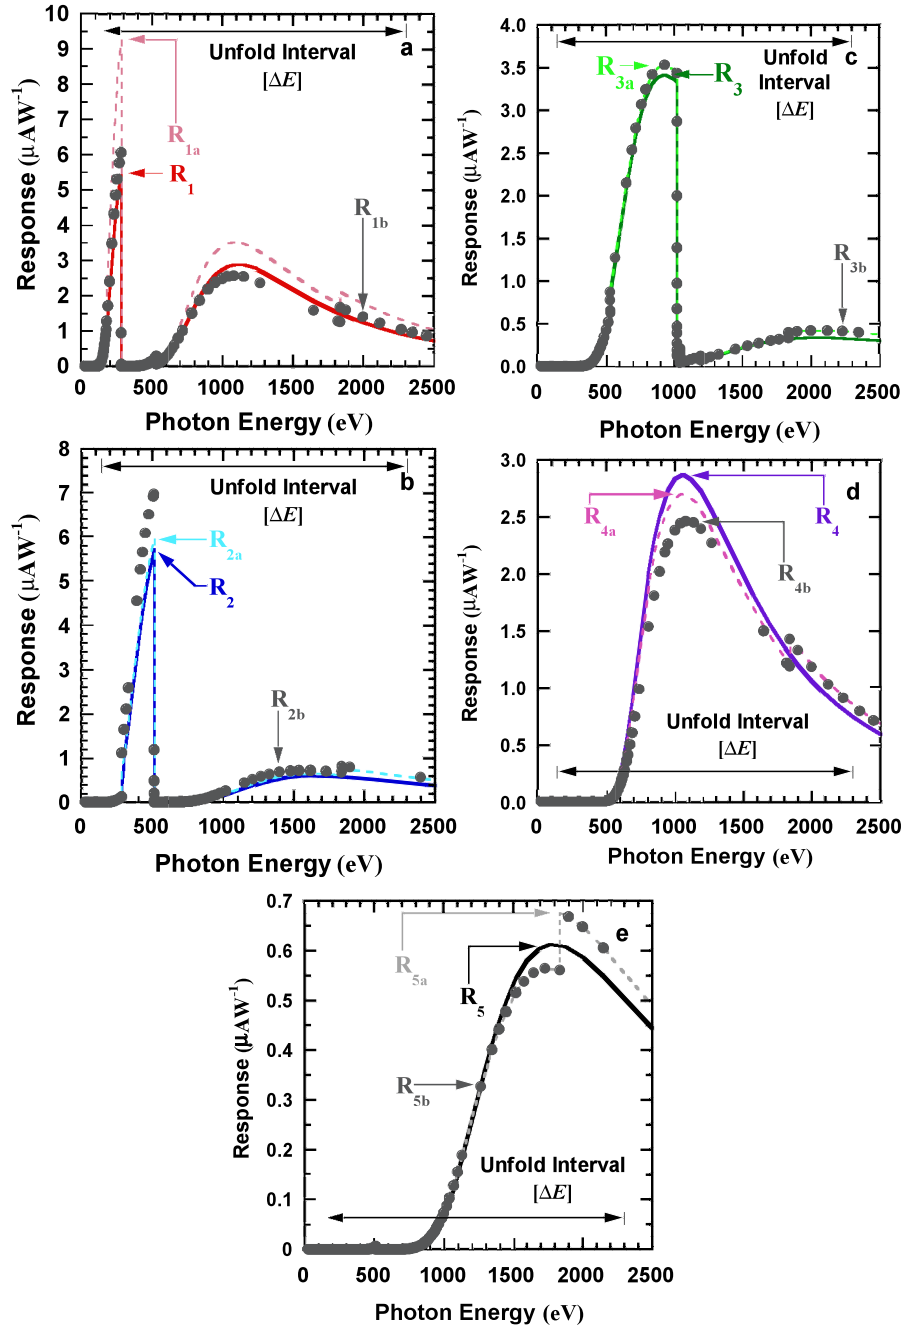 10
9
8
7
6
5
4
3
2
1
0
Response (μAW⁻¹)
Unfold Interval
[ΔE]
a
R1a
R1
R1b
0 500 1000 1500 2000 2500
Photon Energy (eV)
4.0
3.5
3.0
2.5
2.0
1.5
1.0
0.5
0.0
Response (μAW⁻¹)
Unfold
Interval
[ΔE]
c
R3a
R3
R3b
0 500 1000 1500 2000 2500
Photon Energy (eV)
8
7
6
5
4
3
2
1
0
Response (μAW⁻¹)
Unfold Interval
[ΔE]
b
R2a
R2
R2b
0 500 1000 1500 2000 2500
Photon Energy (eV)
3.0
2.5
2.0
1.5
1.0
0.5
0.0
Response (μAW⁻¹)
d
R4a
R4
R4b
Unfold Interval
[ΔE]
0 500 1000 1500 2000 2500
Photon Energy (eV)
0.7
0.6
0.5
0.4
0.3
0.2
0.1
0
Response (μAW⁻¹)
e
R5a
R5
R5b
Unfold Interval
[ΔE]
0 500 1000 1500 2000 2500
Photon Energy (eV)